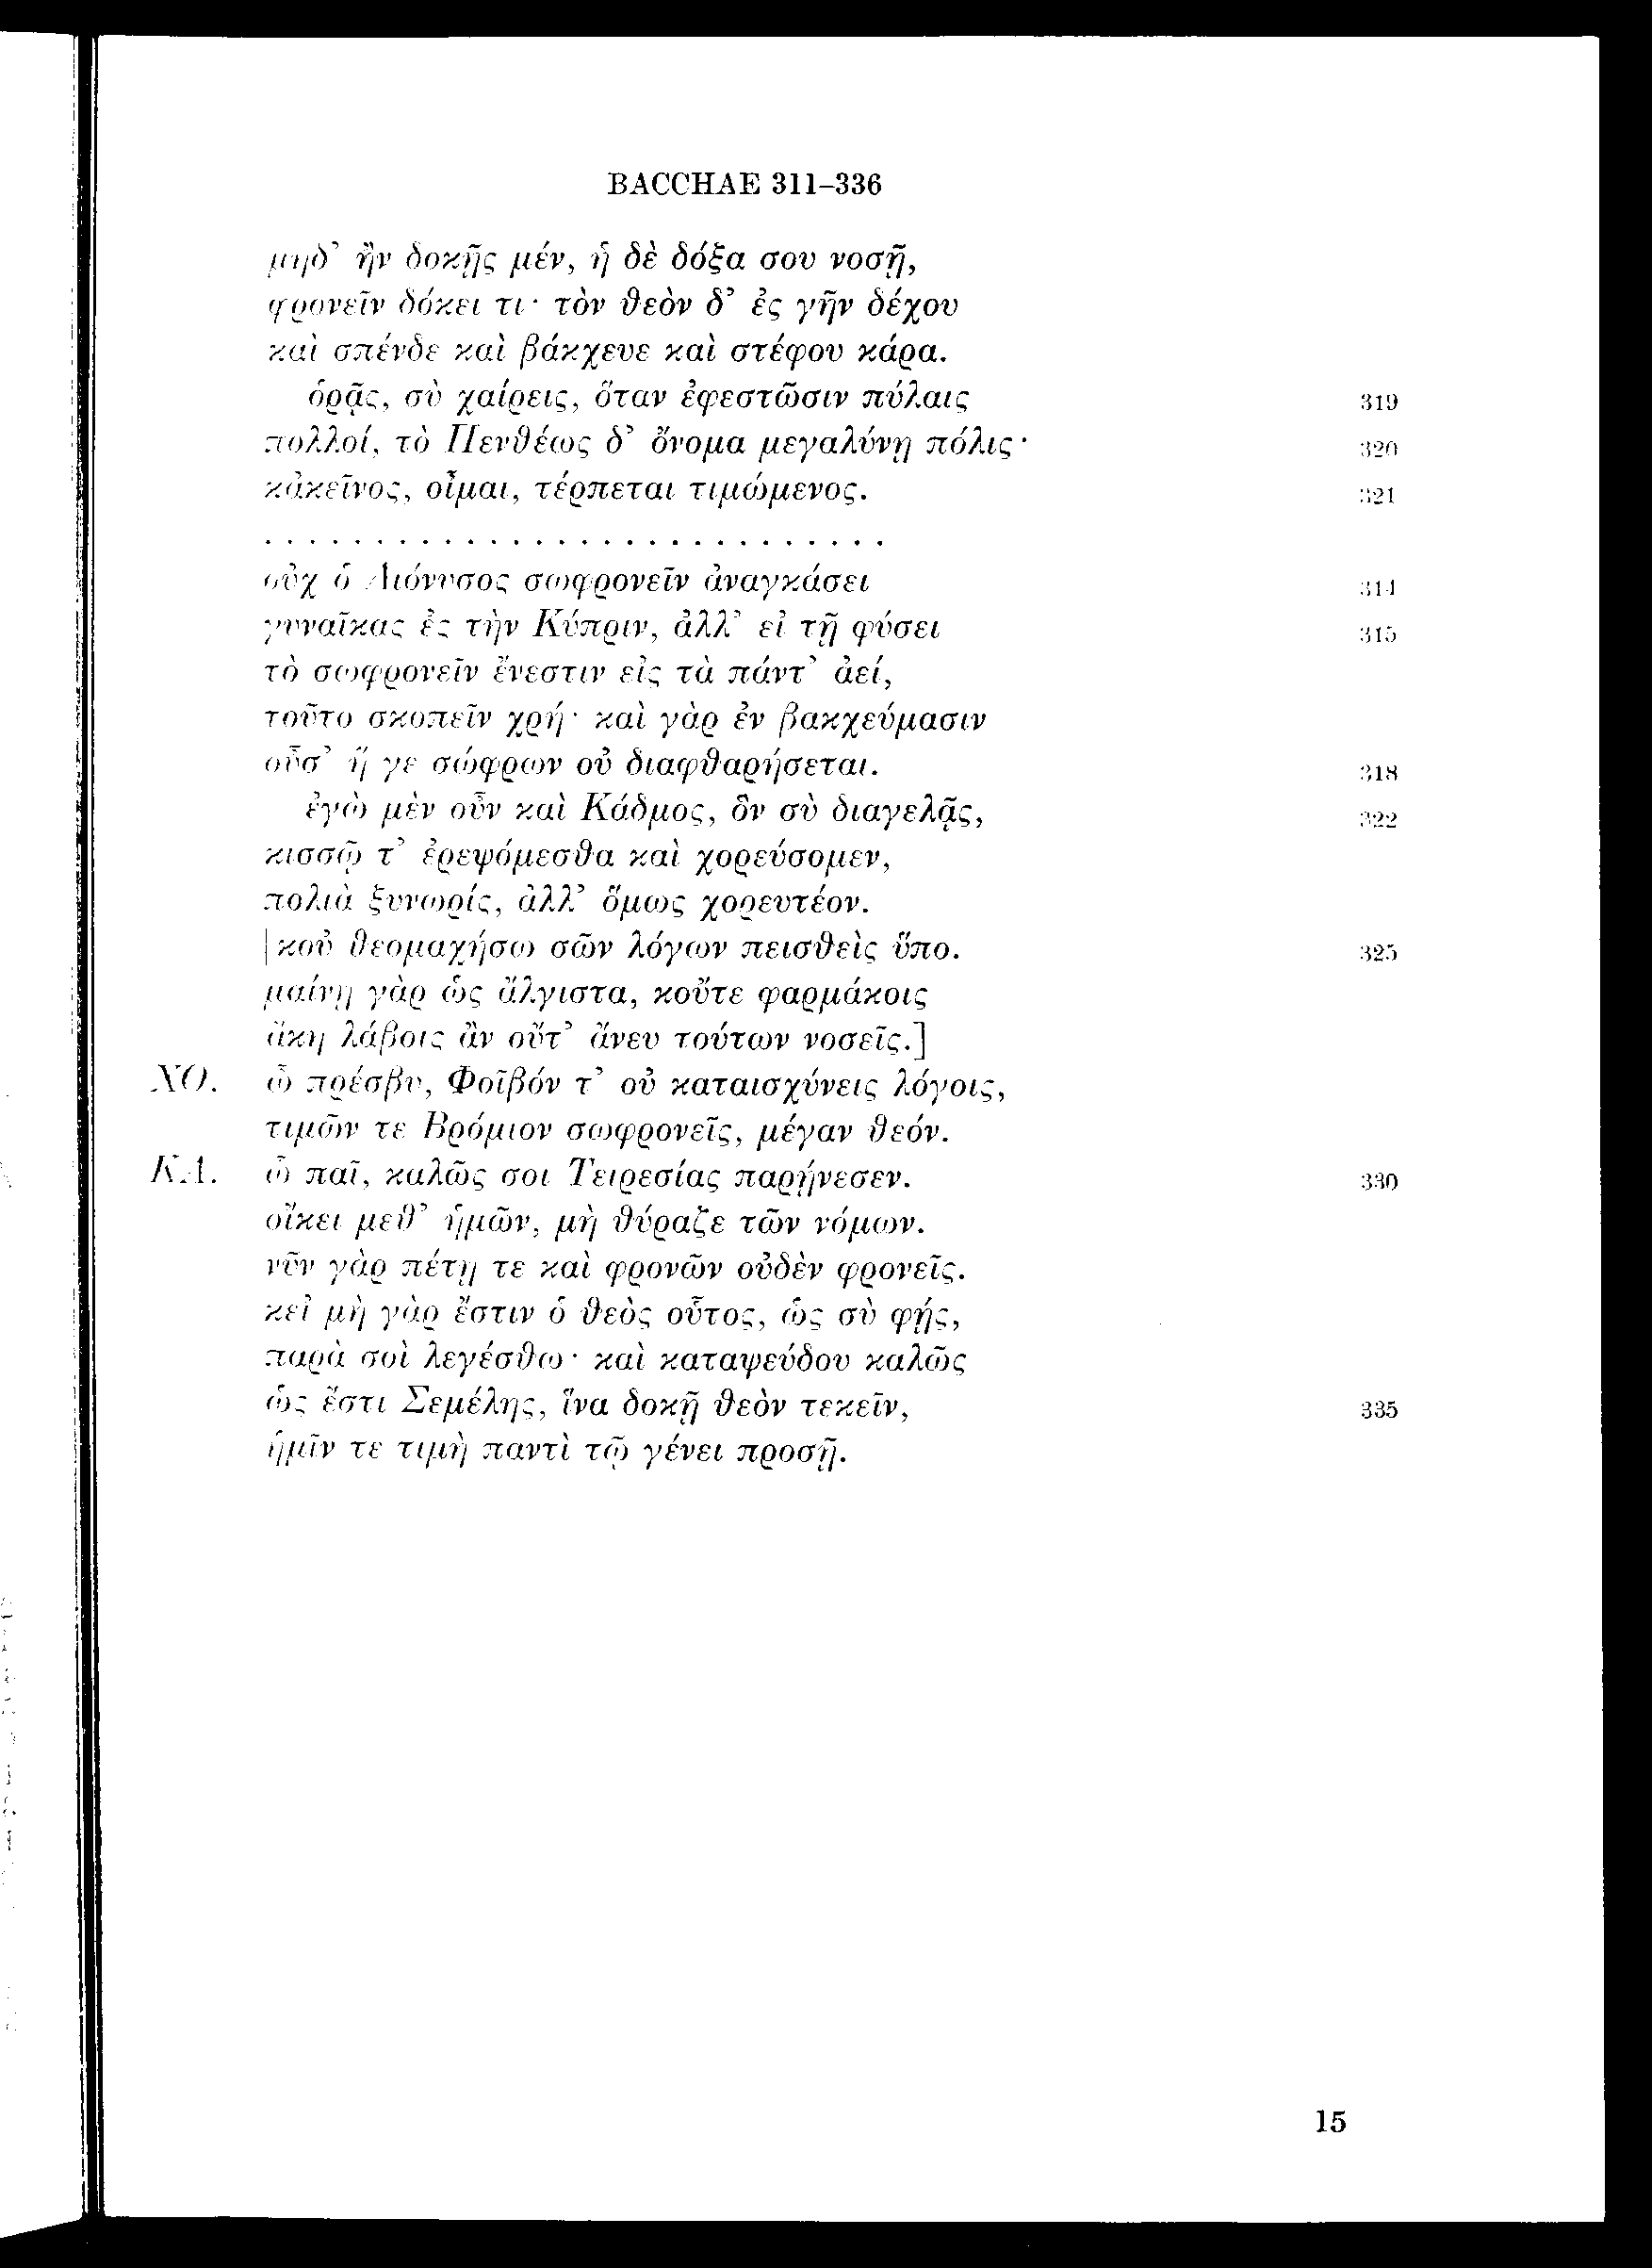 BACCHAE 311–336
μηδ’ ἢν δοκῇς μέν, ἡ δὲ δόξα σου νοσῇ,
φρονεῖν δόκει τι· τὸν θεὸν δ’ ἐς γῆν δέχου
καὶ σπένδε καὶ βάκχευε καὶ στέφου κάρα.
ὁρᾷς, σὺ χαίρεις, ὅταν ἐφεστῶσιν πύλαις 319
πολλοί, τὸ Πενθέως δ’ ὄνομα μεγαλύνῃ πόλις· 320
κἀκεῖνος, οἶμαι, τέρπεται τιμώμενος. 321
. . . . . . . . . . . . . . . . . . . . . . . . . . . .
οὐχ ὁ Διόνυσος σωφρονεῖν ἀναγκάσει 314
γυναῖκας ἐς τὴν Κύπριν, ἀλλ’ εἰ τῇ φύσει 315
τὸ σωφρονεῖν ἔνεστιν εἰς τὰ πάντ’ ἀεί,
τοῦτο σκοπεῖν χρή· καὶ γὰρ ἐν βακχεύμασιν
οὖσ’ ἥ γε σώφρων οὐ διαφθαρήσεται. 318
ἐγὼ μὲν οὖν καὶ Κάδμος, ὃν σὺ διαγελᾷς, 322
κισσῷ τ’ ἐρεψόμεσθα καὶ χορεύσομεν,
πολιὰ ξυνωρίς, ἀλλ’ ὅμως χορευτέον.
[κοὐ θεομαχήσω σῶν λόγων πεισθεὶς ὕπο. 325
μαίνῃ γὰρ ὡς ἄλγιστα, κοὔτε φαρμάκοις
ἄκη λάβοις ἂν οὔτ’ ἄνευ τούτων νοσεῖς.]
ΧΟ. ὦ πρέσβυ, Φοῖβόν τ’ οὐ καταισχύνεις λόγοις,
τιμῶν τε Βρόμιον σωφρονεῖς, μέγαν θεόν.
ΚΑ. ὦ παῖ, καλῶς σοι Τειρεσίας παρῄνεσεν. 330
οἴκει μεθ’ ἡμῶν, μὴ θύραζε τῶν νόμων.
νῦν γὰρ πέτῃ τε καὶ φρονῶν οὐδὲν φρονεῖς.
κεἰ μὴ γὰρ ἔστιν ὁ θεὸς οὗτος, ὡς σὺ φῄς,
παρὰ σοὶ λεγέσθω· καὶ καταψεύδου καλῶς
ὡς ἔστι Σεμέλης, ἵνα δοκῇ θεὸν τεκεῖν, 335
ἡμῖν τε τιμὴ παντὶ τῷ γένει προσῇ.
15